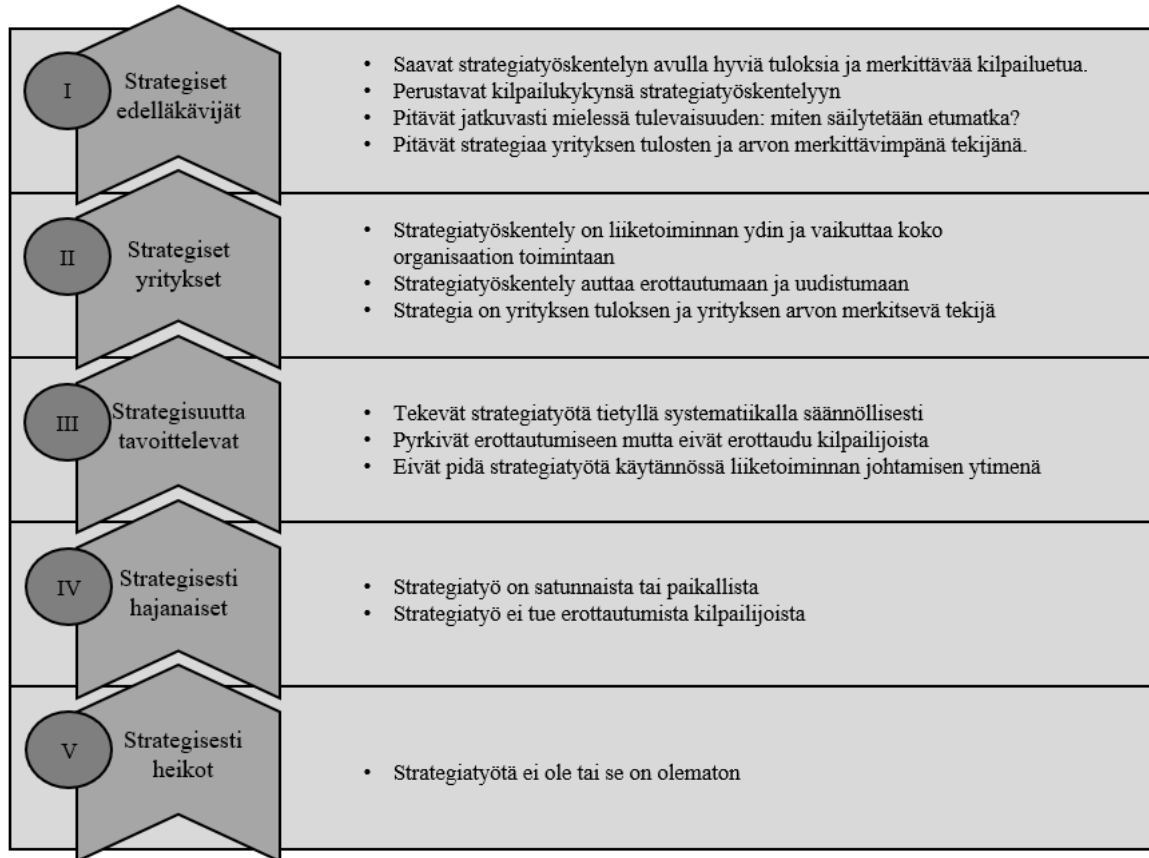 I
Strategiset
edelläkävijät
• Saavat strategiatyöskentelyn avulla hyviä tuloksia ja merkittävää kilpailuetua.
• Perustavat kilpailukykynsä strategiatyöskentelyyn
• Pitävät jatkuvasti mielessä tulevaisuuden: miten säilytetään etumatka?
• Pitävät strategiaa yrityksen tulosten ja arvon merkittävimpänä tekijänä.
II
Strategiset
yritykset
• Strategiatyöskentely on liiketoiminnan ydin ja vaikuttaa koko
organisaation toimintaan
• Strategiatyöskentely auttaa erottautumaan ja uudistumaan
• Strategia on yrityksen tuloksen ja yrityksen arvon merkitsevä tekijä
III
Strategisuutta
tavoittelevat
• Tekevät strategiatyötä tietyllä systematiikalla säännöllisesti
• Pyrkivät erottautumiseen mutta eivät erottaudu kilpailijoista
• Eivät pidä strategiatyötä käytännössä liiketoiminnan johtamisen ytimenä
IV
Strategisesti
hajanaiset
• Strategiatyö on satunnaista tai paikallista
• Strategiatyö ei tue erottautumista kilpailijoista
V
Strategisesti
heikot
• Strategiatyötä ei ole tai se on olematon